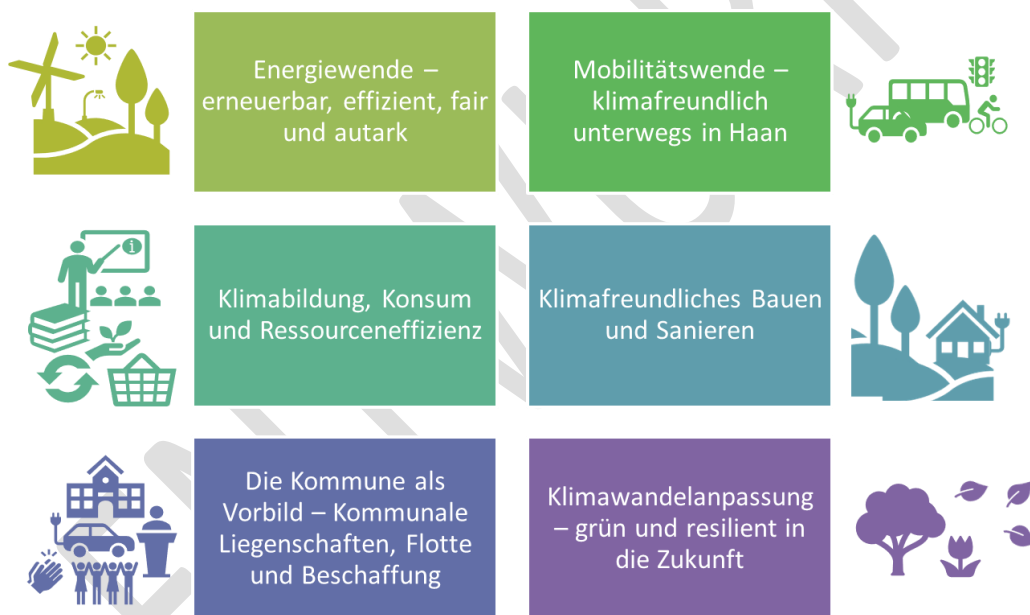 Energiewende –
erneuerbar, effizient, fair
und autark
Mobilitätswende –
klimafreundlich
unterwegs in Haan
Klimabildung, Konsum
und Ressourceneffizienz
Klimafreundliches Bauen
und Sanieren
Die Kommune als
Vorbild – Kommunale
Liegenschaften, Flotte
und Beschaffung
Klimawandelanpassung
– grün und resilient in
die Zukunft